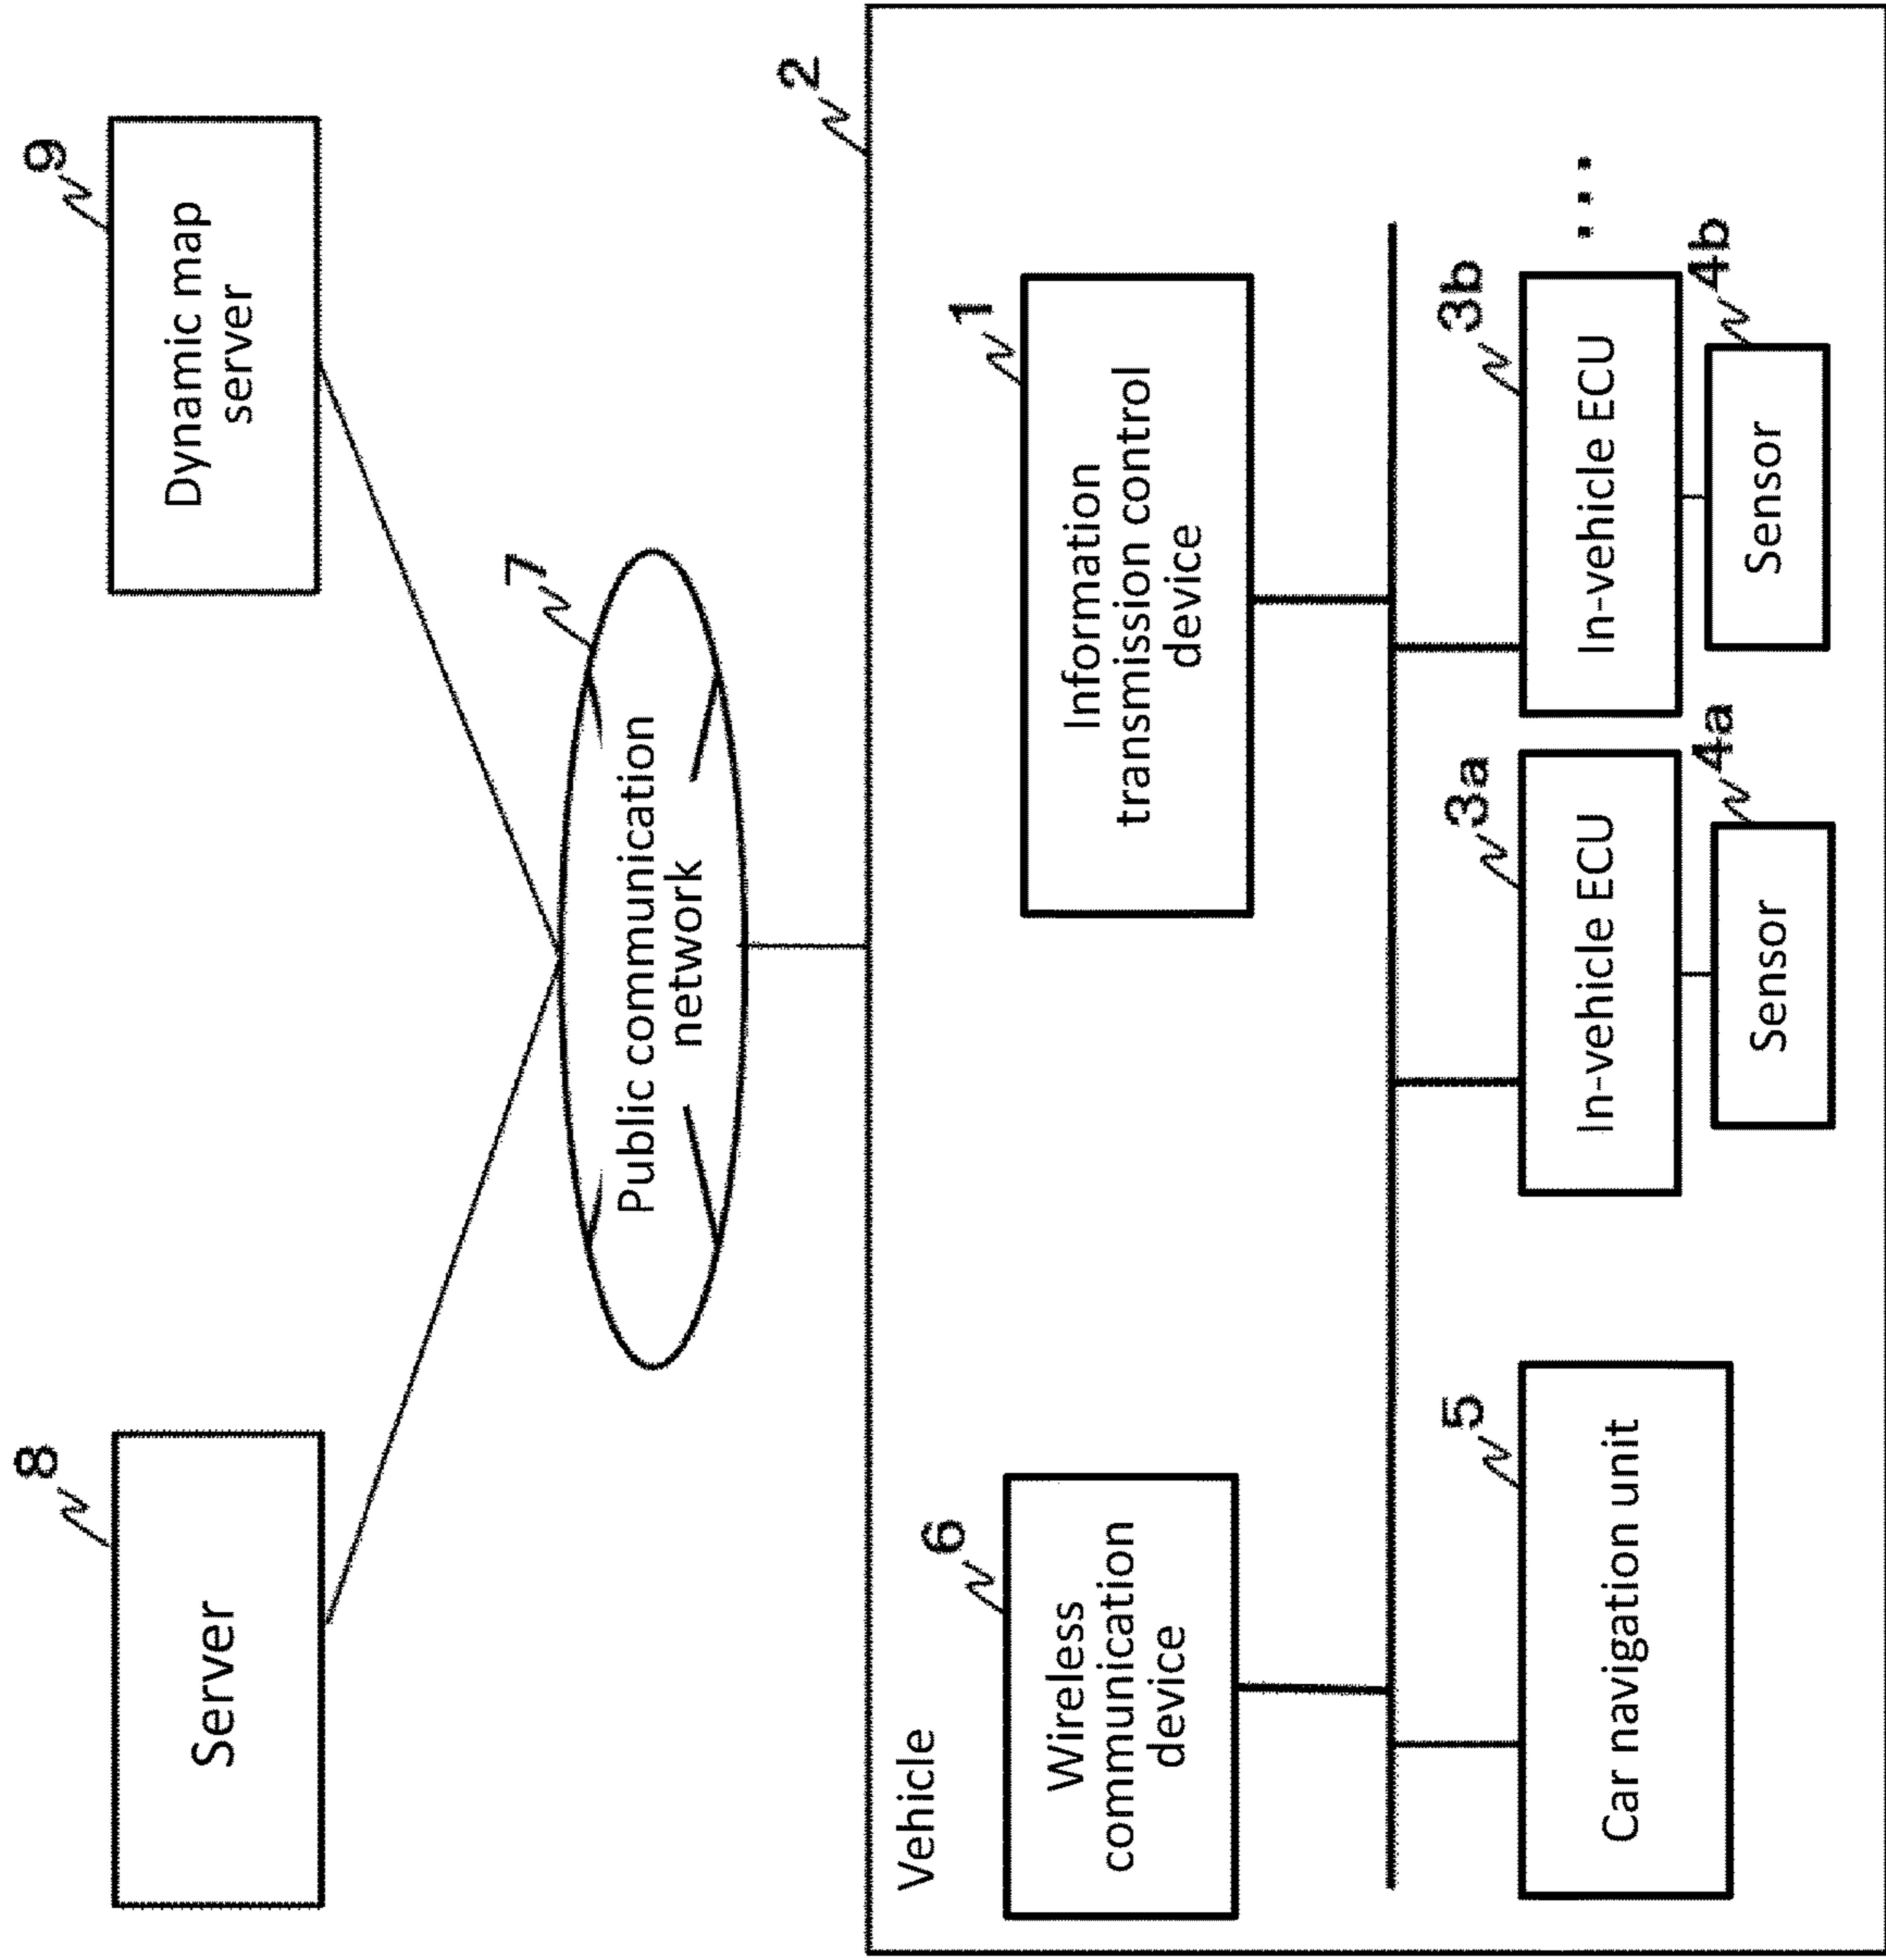 8
Server
9
Dynamic map
server
7
Public communication
network
2
Vehicle
6
Wireless
communication
device
1
Information
transmission control
device
5
Car navigation unit
3a
In-vehicle ECU
4a
Sensor
3b
In-vehicle ECU
4b
Sensor
...